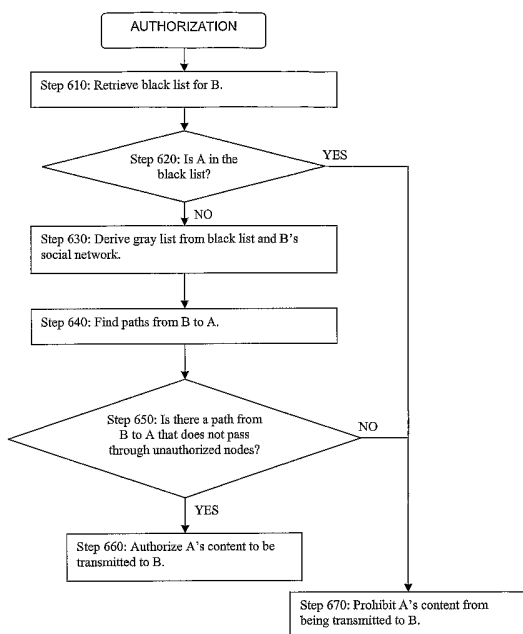 AUTHORIZATION
Step 610: Retrieve black list for B.
Step 620: Is A in the
black list?
YES
NO
Step 630: Derive gray list from black list and B's
social network.
Step 640: Find paths from B to A.
Step 650: Is there a path from
B to A that does not pass
through unauthorized nodes?
NO
YES
Step 660: Authorize A's content to be
transmitted to B.
Step 670: Prohibit A's content from
being transmitted to B.